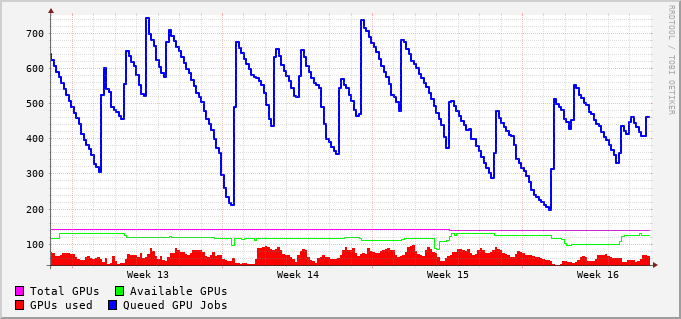 700
600
500
400
300
200
100
Week 13 Week 14 Week 15 Week 16
Total GPUs Available GPUs
GPUs used Queued GPU Jobs
RRDTOOL / TOBI OETIKER